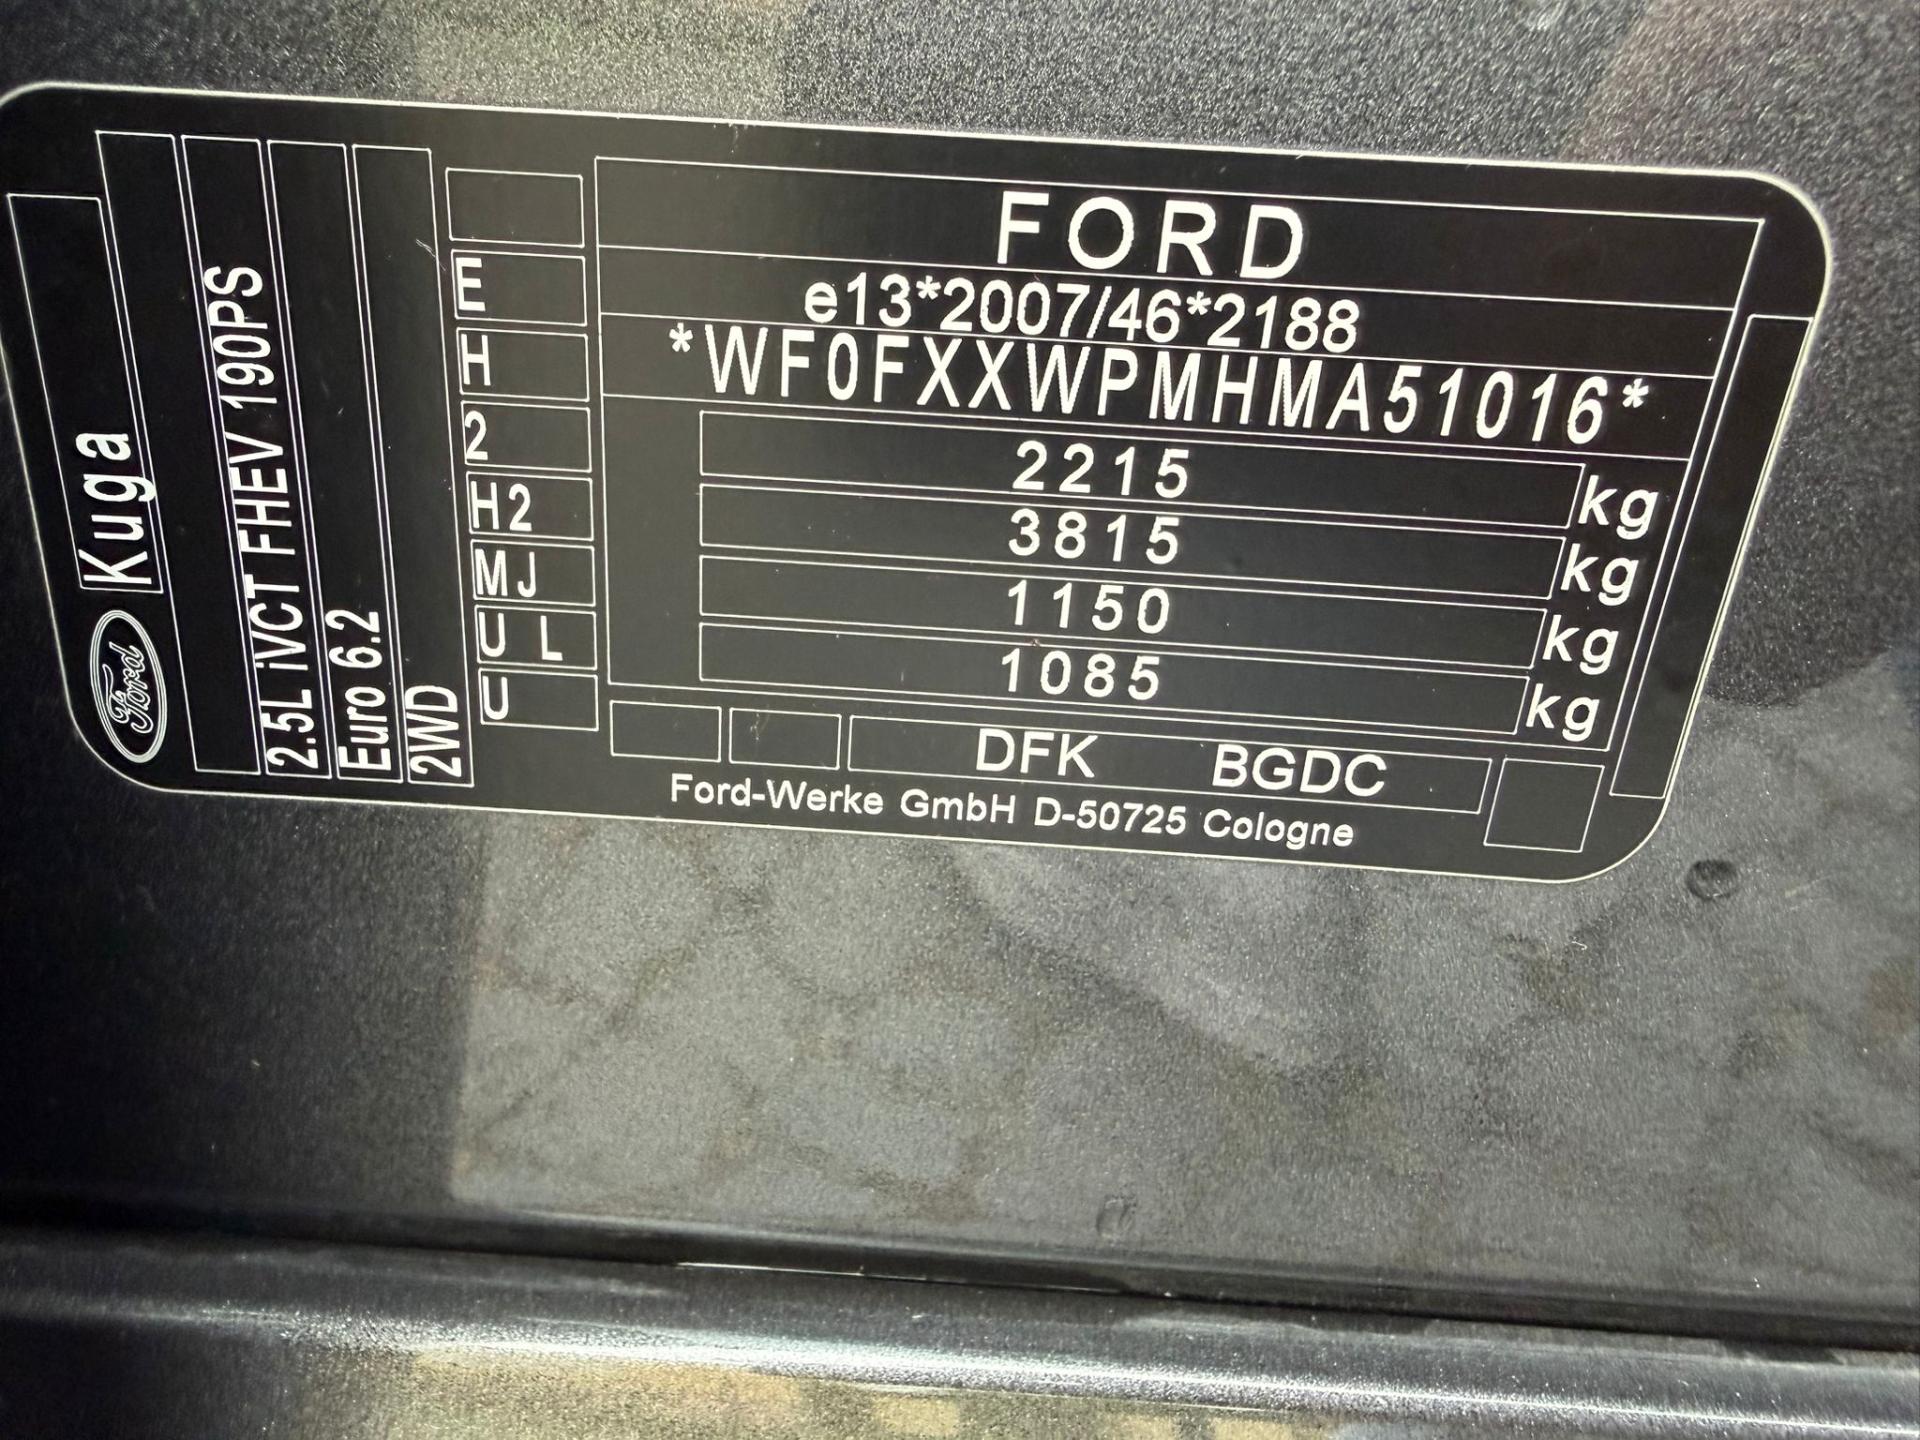 FORD
e13*2007/46*2188
*WF0FXXWPMHMA51016*
2215 kg
3815 kg
1150 kg
1085 kg
DFK BGDC
Ford-Werke GmbH D-50725 Cologne
E
H
2
H2
MJ
U L
U
Ford Kuga
2.5L iVCT FHEV 190PS
Euro 6.2
2WD